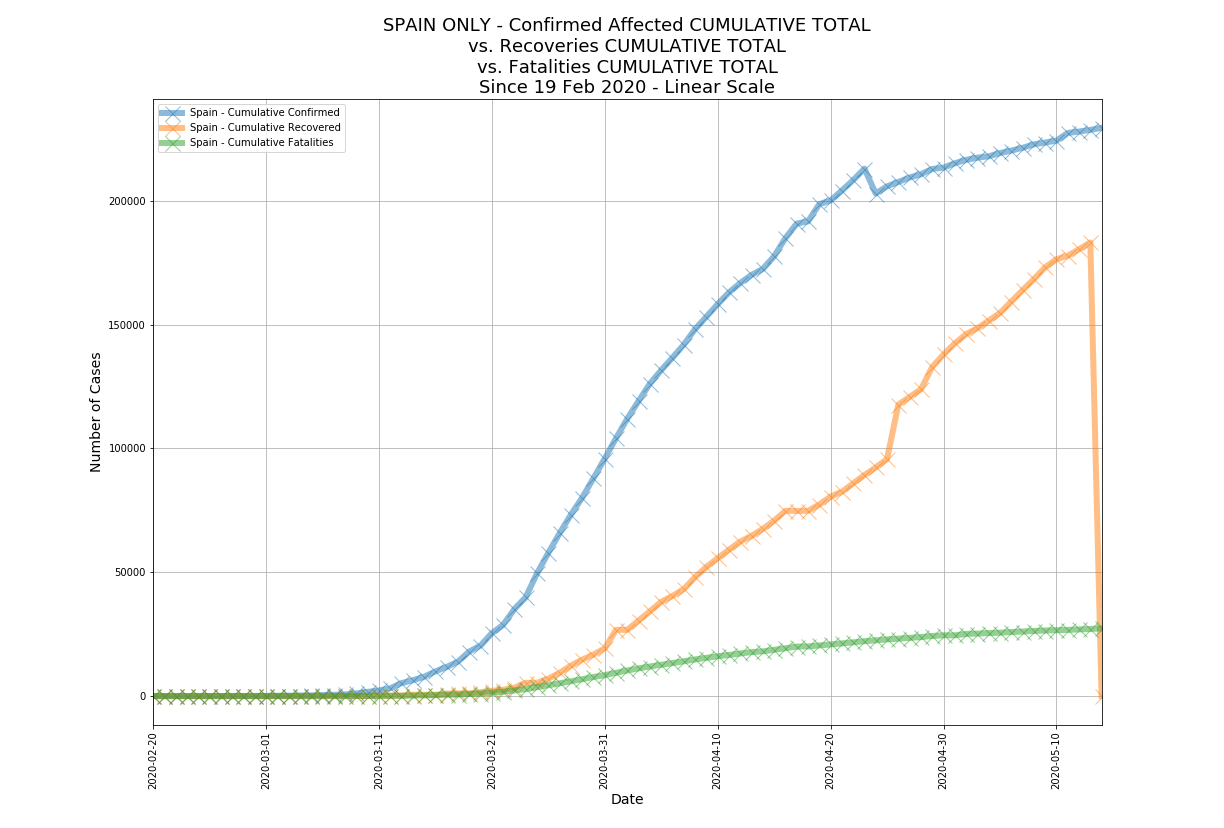 SPAIN ONLY - Confirmed Affected CUMULATIVE TOTAL
vs. Recoveries CUMULATIVE TOTAL
vs. Fatalities CUMULATIVE TOTAL
Since 19 Feb 2020 - Linear Scale
Spain - Cumulative Confirmed
Spain - Cumulative Recovered
Spain - Cumulative Fatalities
Number of Cases
200000
150000
100000
50000
0
2020-02-20
2020-03-01
2020-03-11
2020-03-21
2020-03-31
2020-04-10
2020-04-20
2020-04-30
2020-05-10
Date